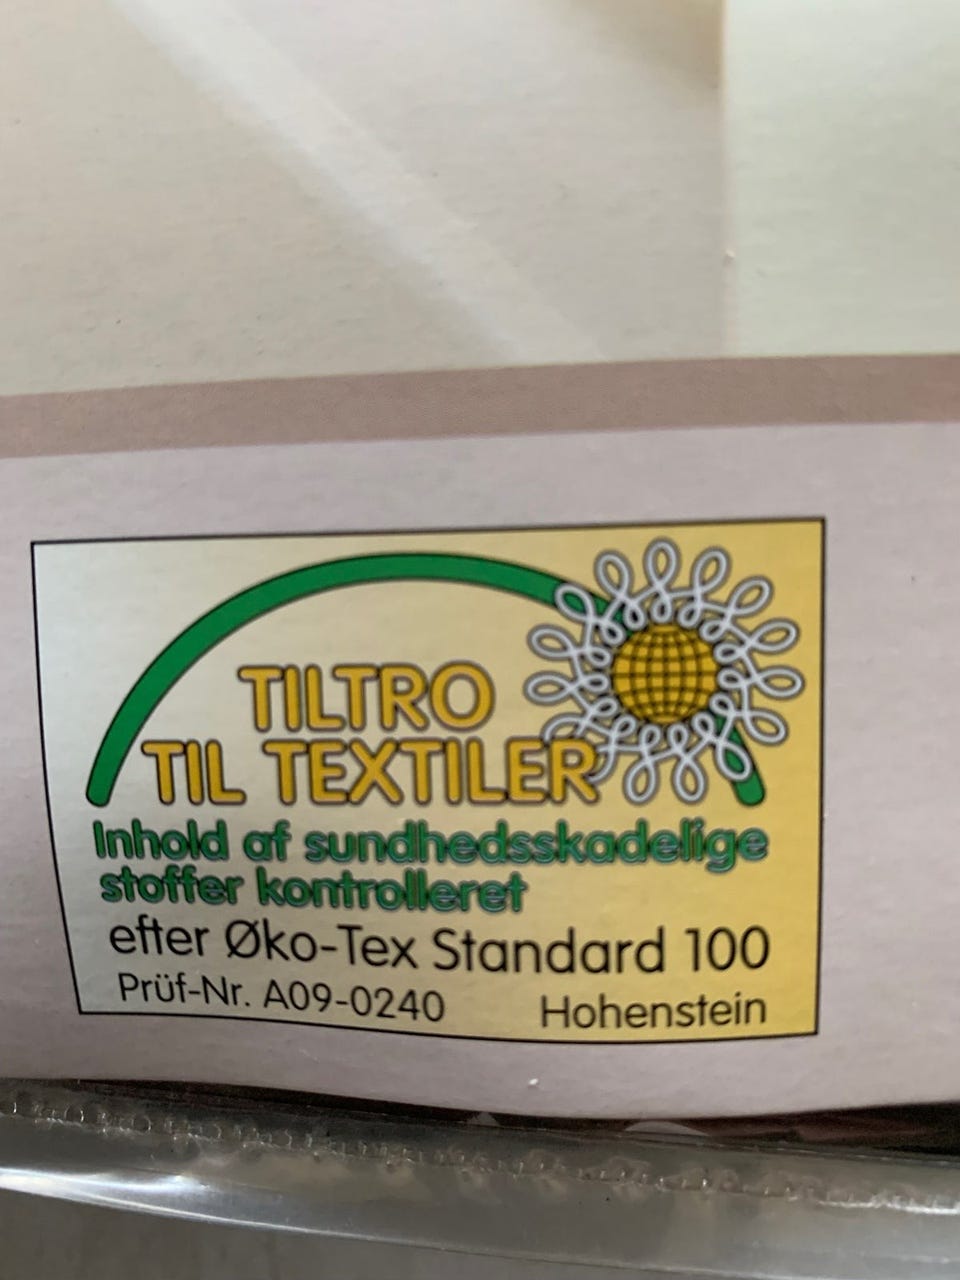 TILTRO
TIL TEXTILER
Inhold af sundhedsskadelige
stoffer kontrolleret
efter Øko-Tex Standard 100
Prüf-Nr. A09-0240 Hohenstein